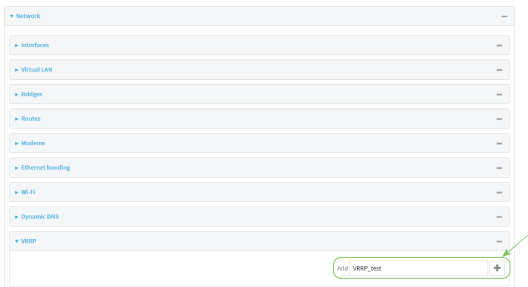 Network
Interfaces
Virtual LAN
Bridges
Routes
Modems
Ethernet bonding
Wi-Fi
Dynamic DNS
VRRP
Add VRRP_test